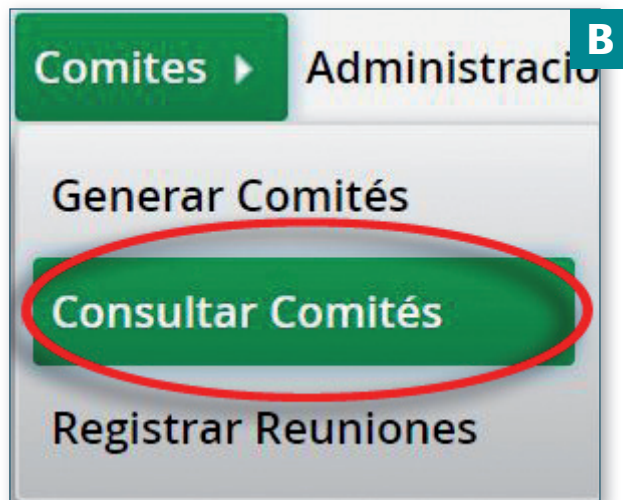 Comites Administracio B
Generar Comités
Consultar Comités
Registrar Reuniones